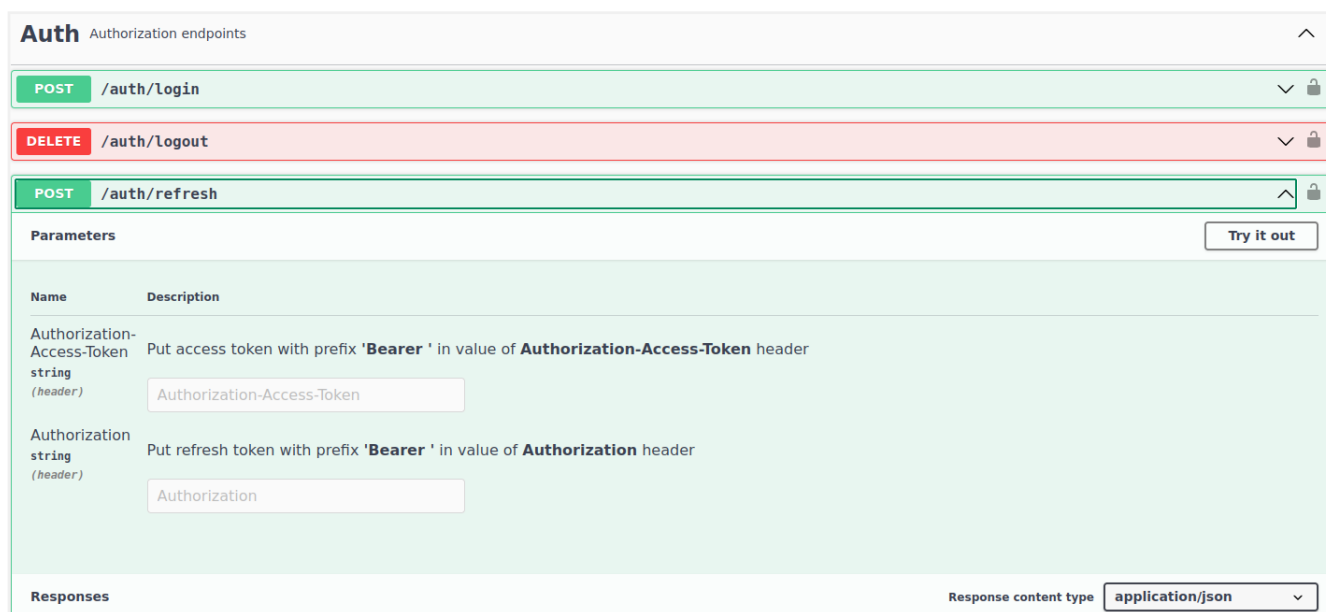 Auth Authorization endpoints
POST /auth/login
DELETE /auth/logout
POST /auth/refresh
Parameters
Try it out
Name Description
Authorization-
Access-Token
string
(header)
Put access token with prefix 'Bearer ' in value of Authorization-Access-Token header
Authorization-Access-Token
Authorization
string
(header)
Put refresh token with prefix 'Bearer ' in value of Authorization header
Authorization
Responses
Response content type application/json